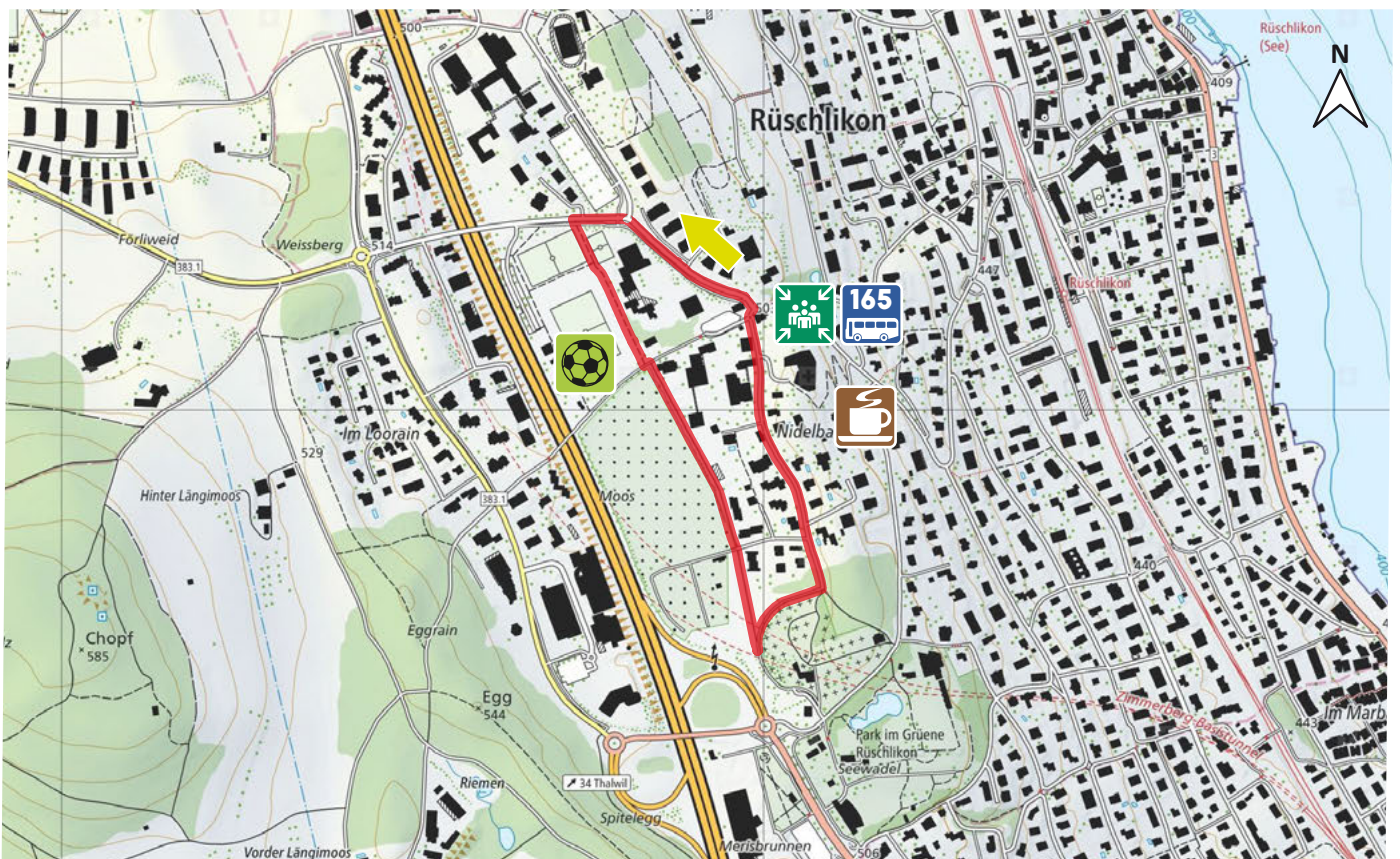 500
Rüschlikon
(See)
N
409
Rüschlikon
3
Förliweid
Weissberg
514
383.1
447
Rüschlikon
50
165
Im Loorain
529
Nidelba
Hinter Längimoos
383.1
Moos
440
Chopf
585
Eggrain
Egg
544
Zimmerberg-Basistunnel
443
Im Marb
Park im Grüene
Rüschlikon
Seewadel
34 Thalwil
Riemen
Spitelegg
Vorder Längimoos
Merisbrunnen
506